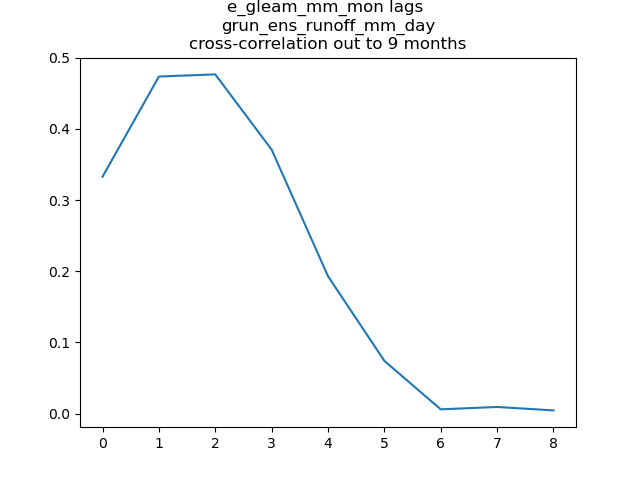 e_gleam_mm_mon lags
grun_ens_runoff_mm_day
cross-correlation out to 9 months
0.5
0.4
0.3
0.2
0.1
0.0
0 1 2 3 4 5 6 7 8